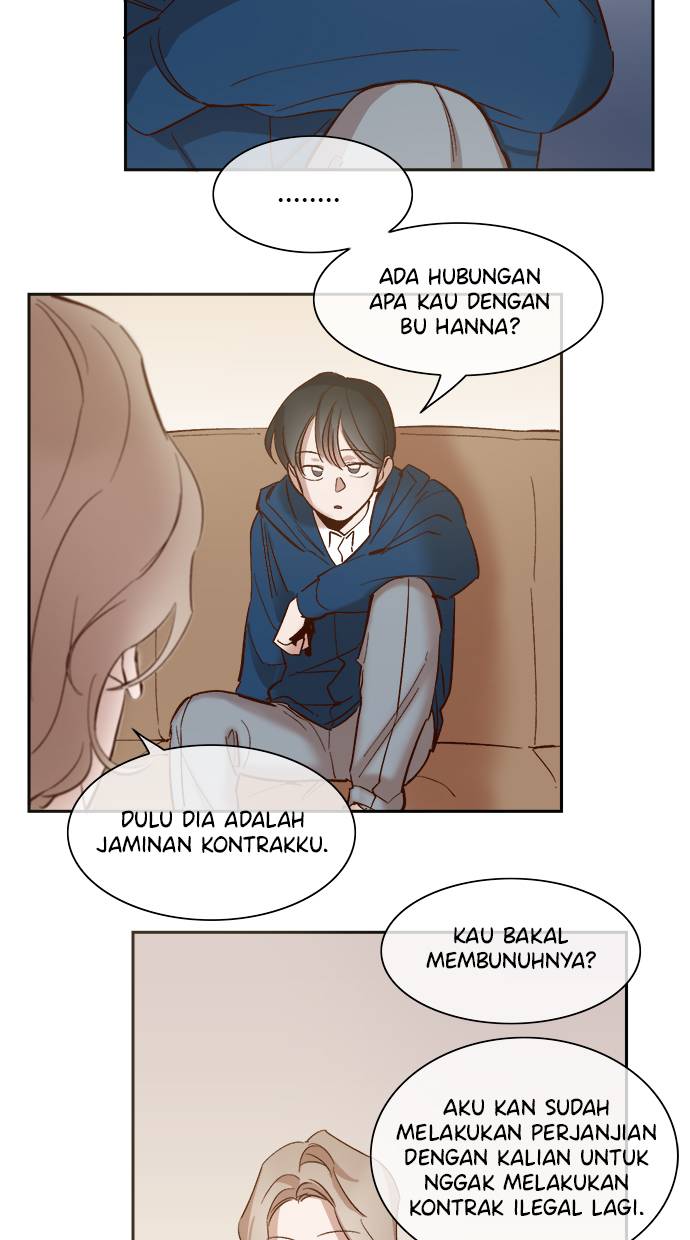 ........
ADA HUBUNGAN
APA KAU DENGAN
BU HANNA?
DULU DIA ADALAH
JAMINAN KONTRAKKU.
KAU BAKAL
MEMBUNUHNYA?
AKU KAN SUDAH
MELAKUKAN PERJANJIAN
DENGAN KALIAN UNTUK
NGGAK MELAKUKAN
KONTRAK ILEGAL LAGI.